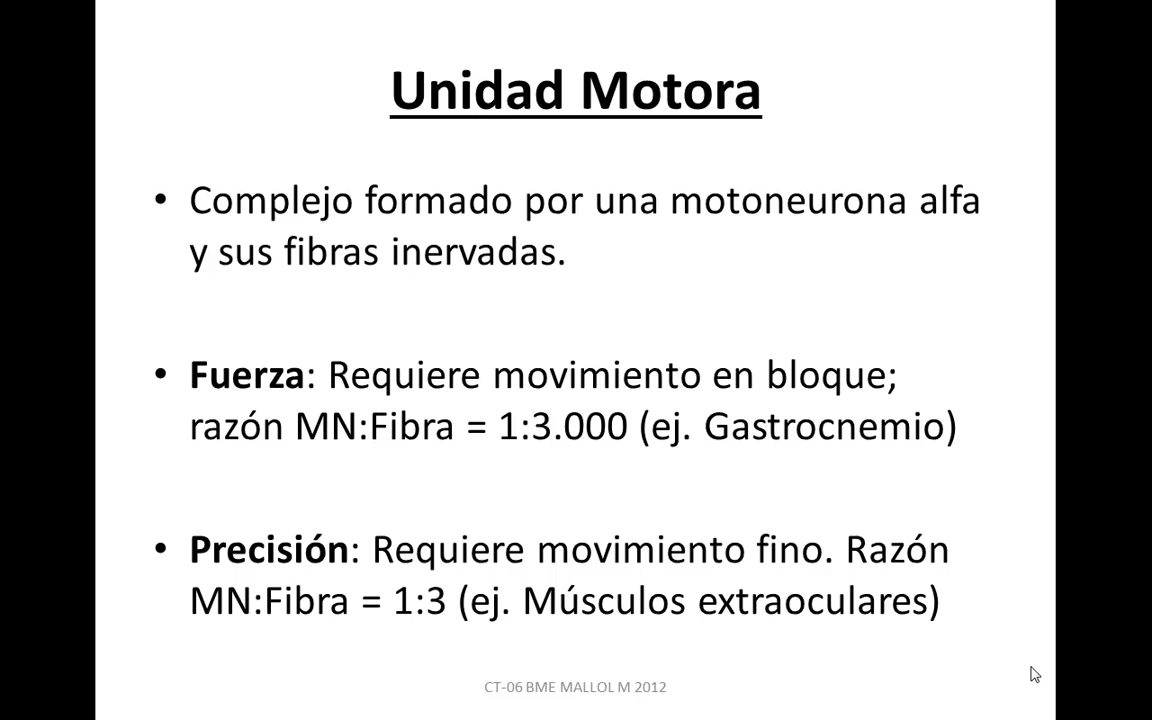 Unidad Motora
• Complejo formado por una motoneurona alfa
y sus fibras inervadas.
• Fuerza: Requiere movimiento en bloque;
razón MN:Fibra = 1:3.000 (ej. Gastrocnemio)
• Precisión: Requiere movimiento fino. Razón
MN:Fibra = 1:3 (ej. Músculos extraoculares)
CT-06 BME MALLOL M 2012